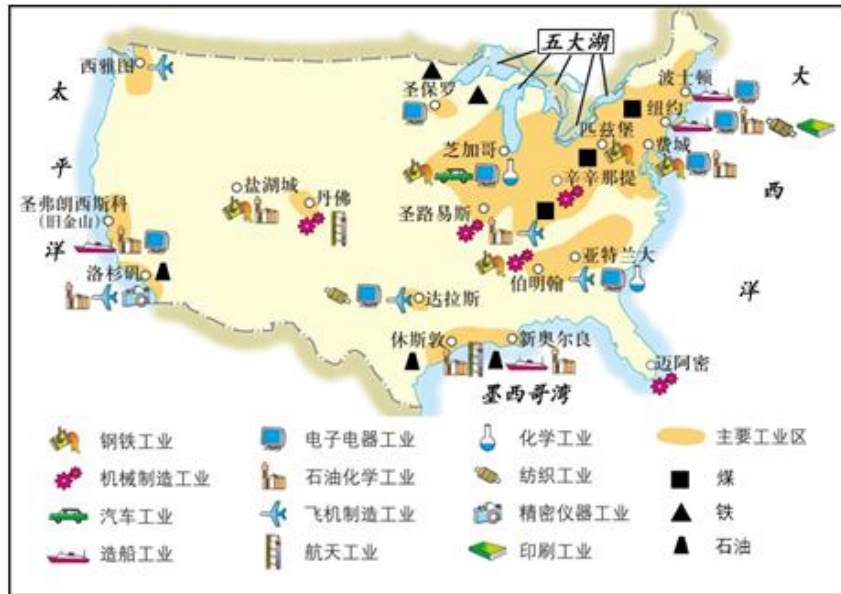 五大湖
西雅图
圣保罗
波士顿
大
太
纽约
匹兹堡
芝加哥
费城
平
盐湖城
丹佛
辛辛那提
西
圣弗朗西斯科
(旧金山)
圣路易斯
洋
亚特兰大
洛杉矶
伯明翰
洋
达拉斯
休斯敦
新奥尔良
迈阿密
墨西哥湾
钢铁工业
电子电器工业
化学工业
主要工业区
机械制造工业
石油化学工业
纺织工业
煤
汽车工业
飞机制造工业
精密仪器工业
铁
造船工业
航天工业
印刷工业
石油